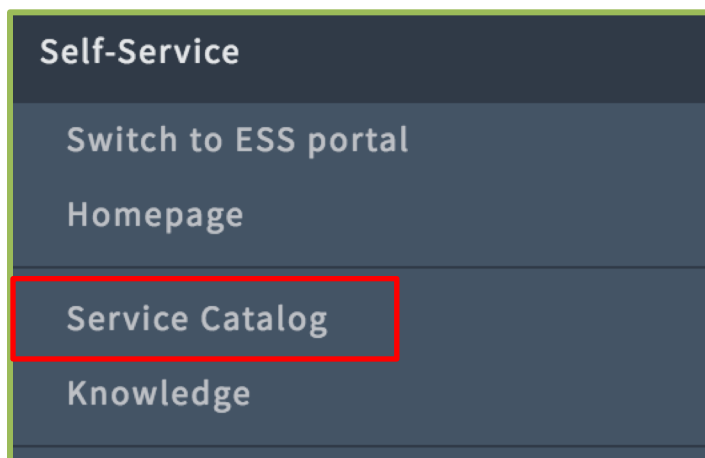 Self-Service
Switch to ESS portal
Homepage
Service Catalog
Knowledge